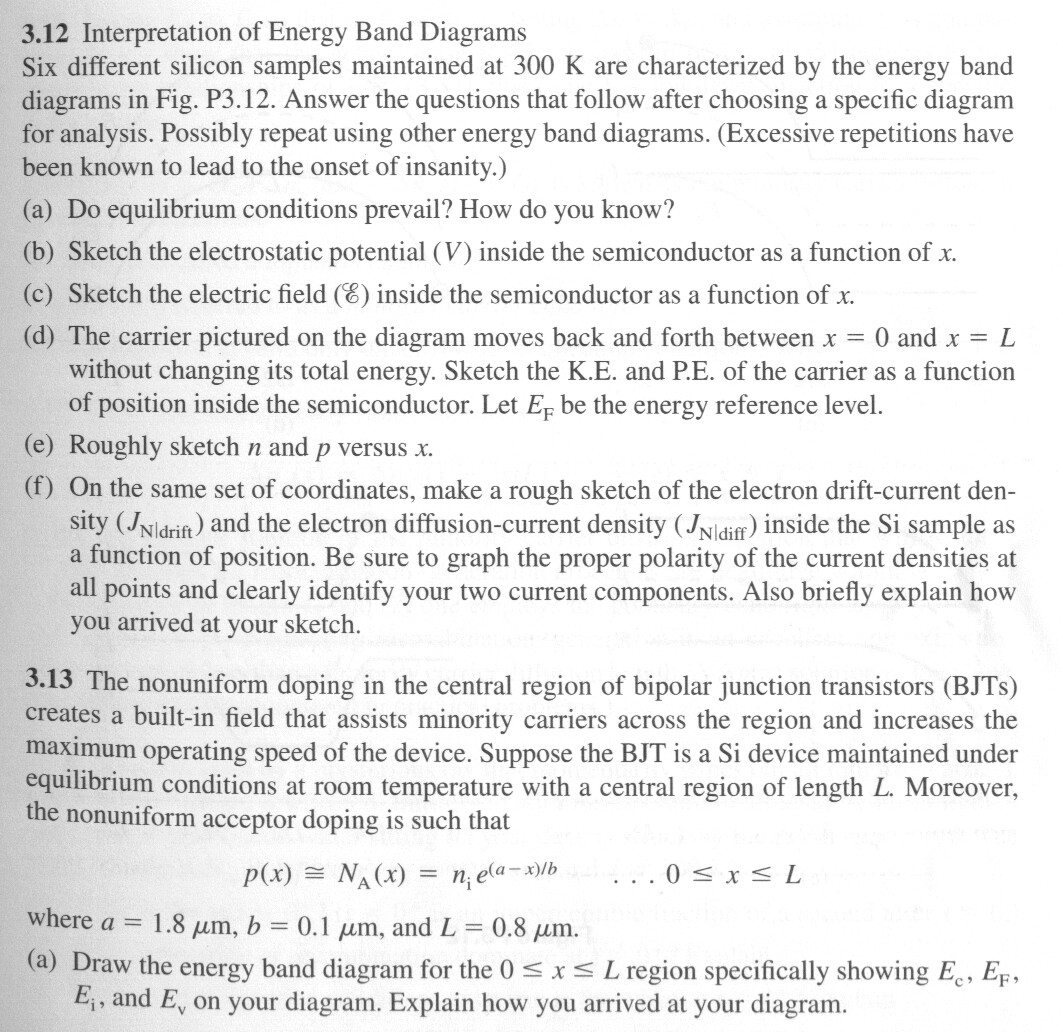 3.12 Interpretation of Energy Band Diagrams
Six different silicon samples maintained at 300 K are characterized by the energy band
diagrams in Fig. P3.12. Answer the questions that follow after choosing a specific diagram
for analysis. Possibly repeat using other energy band diagrams. (Excessive repetitions have
been known to lead to the onset of insanity.)
(a) Do equilibrium conditions prevail? How do you know?
(b) Sketch the electrostatic potential (V) inside the semiconductor as a function of x.
(c) Sketch the electric field (ℰ) inside the semiconductor as a function of x.
(d) The carrier pictured on the diagram moves back and forth between x = 0 and x = L
without changing its total energy. Sketch the K.E. and P.E. of the carrier as a function
of position inside the semiconductor. Let E_F be the energy reference level.
(e) Roughly sketch n and p versus x.
(f) On the same set of coordinates, make a rough sketch of the electron drift-current den-
sity (J_N|drift) and the electron diffusion-current density (J_N|diff) inside the Si sample as
a function of position. Be sure to graph the proper polarity of the current densities at
all points and clearly identify your two current components. Also briefly explain how
you arrived at your sketch.
3.13 The nonuniform doping in the central region of bipolar junction transistors (BJTs)
creates a built-in field that assists minority carriers across the region and increases the
maximum operating speed of the device. Suppose the BJT is a Si device maintained under
equilibrium conditions at room temperature with a central region of length L. Moreover,
the nonuniform acceptor doping is such that
p(x) ≅ N_A(x) = n_i e^(a−x)/b . . . 0 ≤ x ≤ L
where a = 1.8 μm, b = 0.1 μm, and L = 0.8 μm.
(a) Draw the energy band diagram for the 0 ≤ x ≤ L region specifically showing E_c, E_F,
E_i, and E_v on your diagram. Explain how you arrived at your diagram.